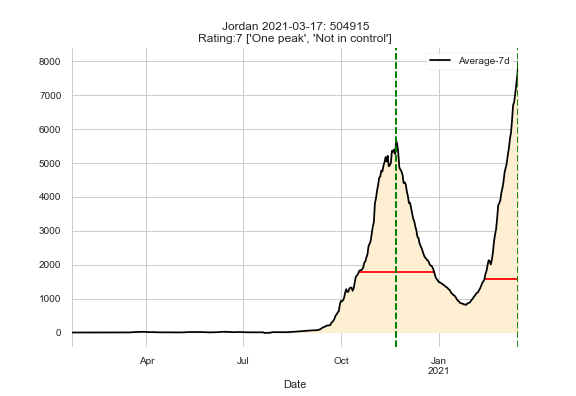 Jordan 2021-03-17: 504915
Rating:7 ['One peak', 'Not in control']
Average-7d
8000
7000
6000
5000
4000
3000
2000
1000
0
Apr
Jul
Oct
Jan
2021
Date